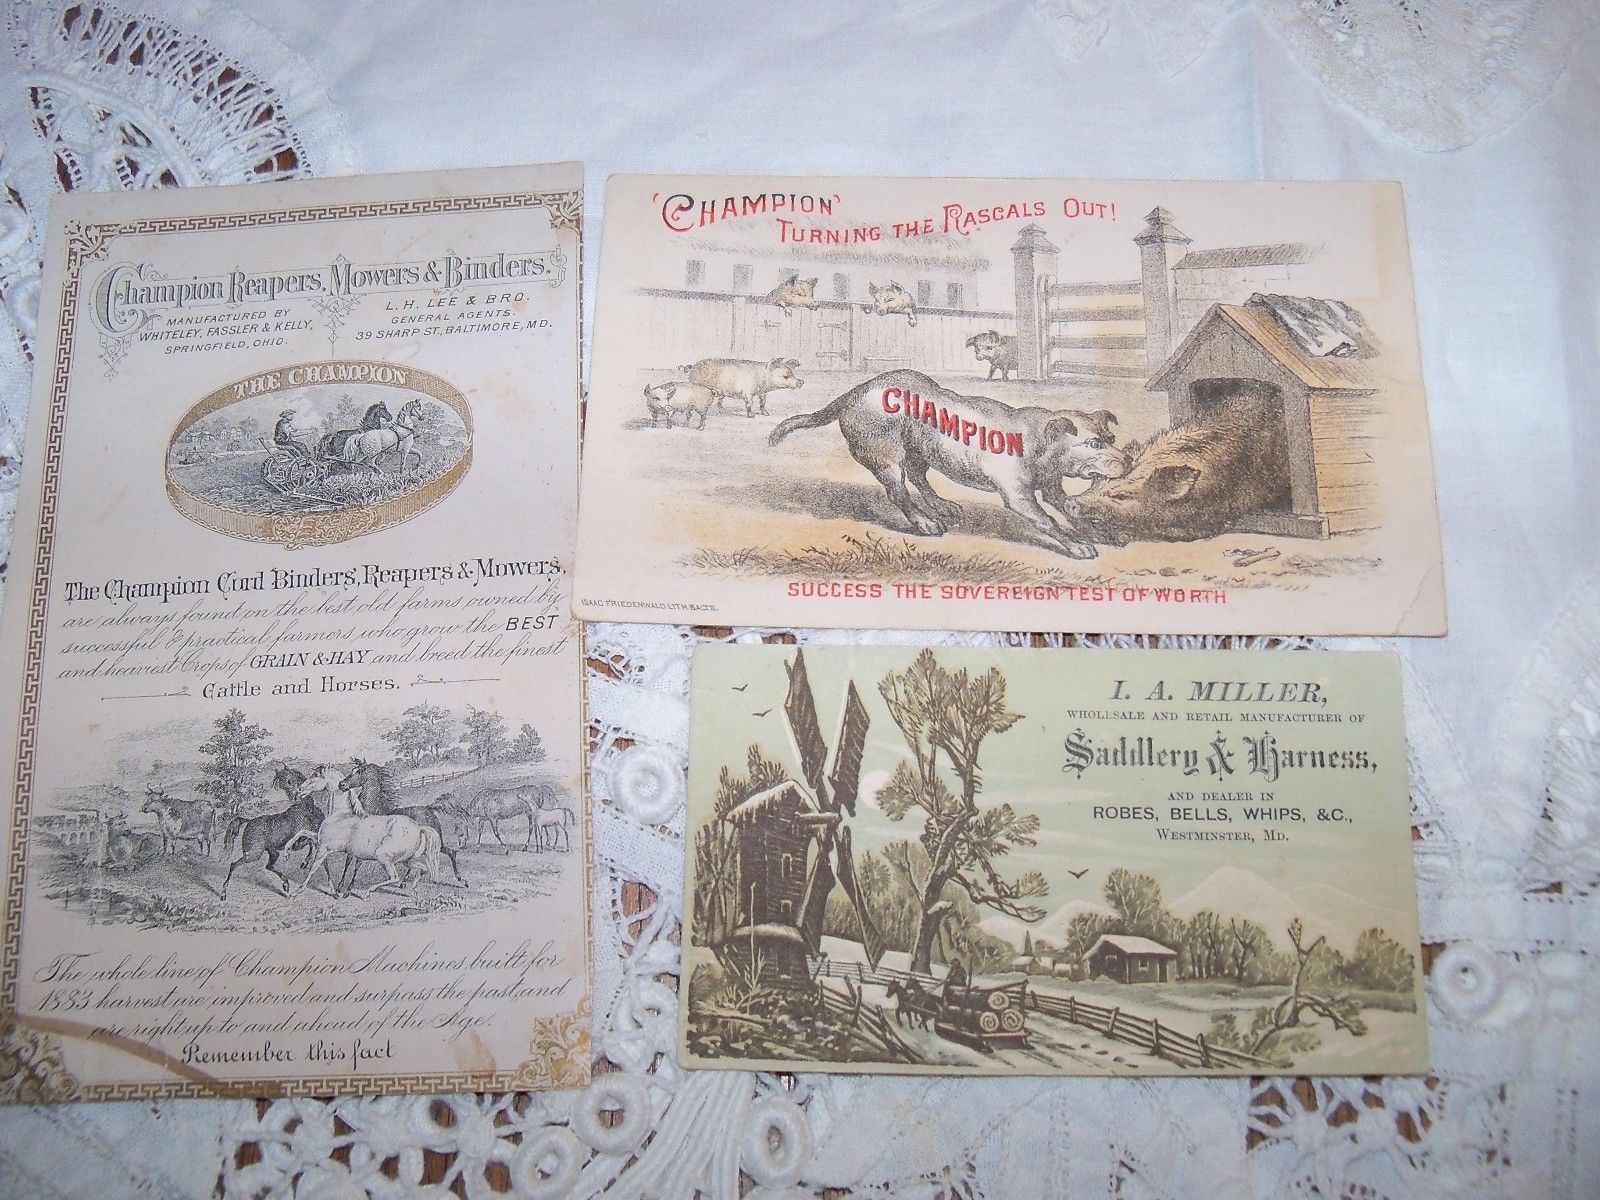 Champion Reapers, Mowers & Binders.
MANUFACTURED BY
WHITELEY, FASSLER & KELLY,
SPRINGFIELD, OHIO.
L. H. LEE & BRO.
GENERAL AGENTS.
39 SHARP ST, BALTIMORE, MD.
THE CHAMPION
The Champion Cord Binders, Reapers & Mowers,
are always found on the best old farms owned by
successful & practical farmers who grow the BEST
and heaviest Crops of GRAIN & HAY and breed the finest
Cattle and Horses.
The whole line of Champion Machines built for
1883 harvest are improved and surpass the past, and
are right up to and ahead of the Age.
Remember this fact
'CHAMPION'
TURNING THE RASCALS OUT!
CHAMPION
SUCCESS THE SOVEREIGN TEST OF WORTH
ISAAC FRIEDENWALD LITH. BALTO.
I. A. MILLER,
WHOLESALE AND RETAIL MANUFACTURER OF
Saddlery & Harness,
AND DEALER IN
ROBES, BELLS, WHIPS, &C.,
WESTMINSTER, MD.